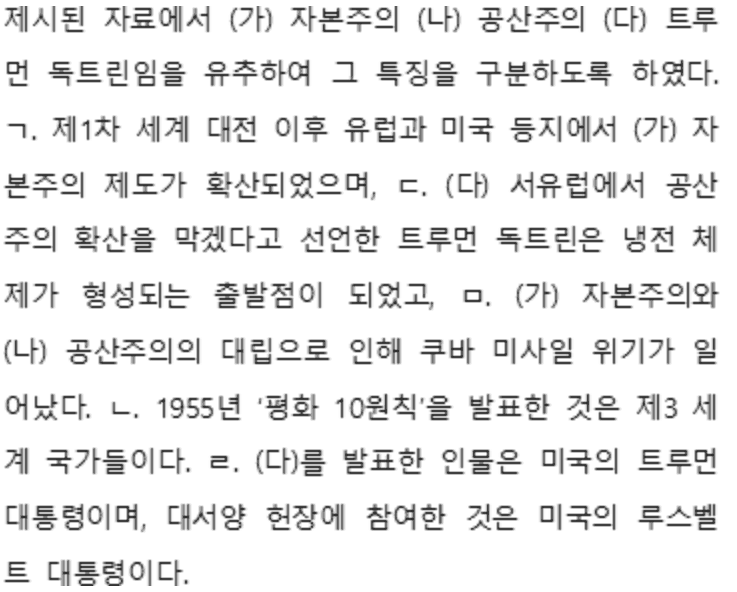 제시된 자료에서 (가) 자본주의 (나) 공산주의 (다) 트루
먼 독트린임을 유추하여 그 특징을 구분하도록 하였다.
ㄱ. 제1차 세계 대전 이후 유럽과 미국 등지에서 (가) 자
본주의 제도가 확산되었으며, ㄷ. (다) 서유럽에서 공산
주의 확산을 막겠다고 선언한 트루먼 독트린은 냉전 체
제가 형성되는 출발점이 되었고, ㅁ. (가) 자본주의와
(나) 공산주의의 대립으로 인해 쿠바 미사일 위기가 일
어났다. ㄴ. 1955년 ‘평화 10원칙’을 발표한 것은 제3 세
계 국가들이다. ㄹ. (다)를 발표한 인물은 미국의 트루먼
대통령이며, 대서양 헌장에 참여한 것은 미국의 루스벨
트 대통령이다.